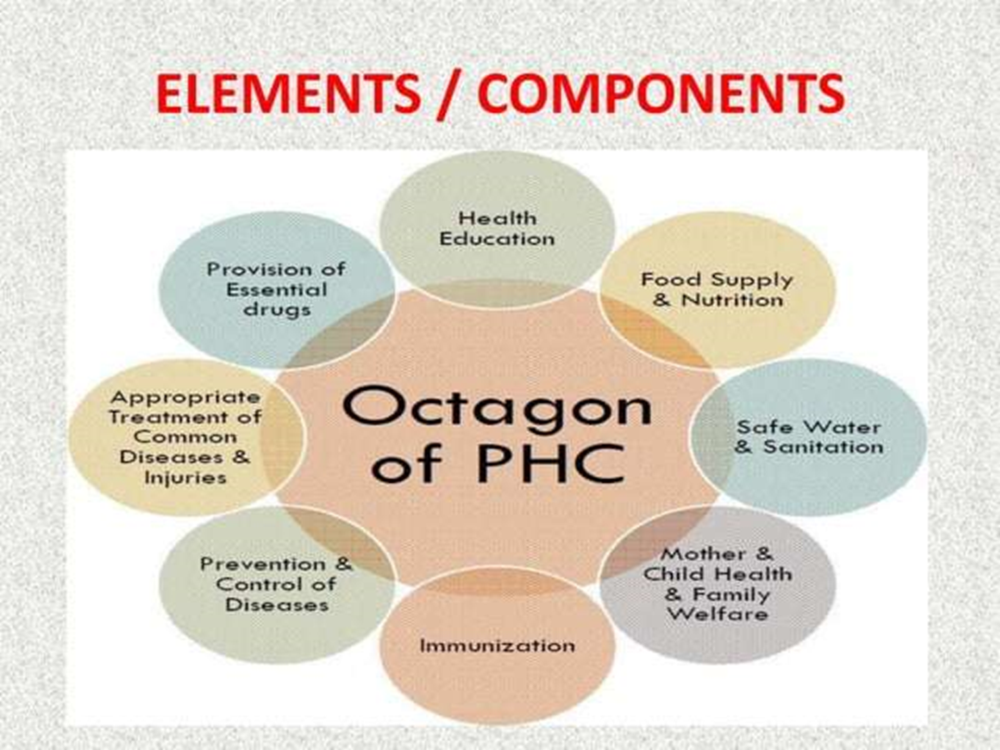 ELEMENTS / COMPONENTS
Health
Education
Food Supply
& Nutrition
Safe Water
& Sanitation
Mother &
Child Health
& Family
Welfare
Immunization
Prevention &
Control of
Diseases
Appropriate
Treatment of
Common
Diseases &
Injuries
Provision of
Essential
drugs
Octagon
of PHC